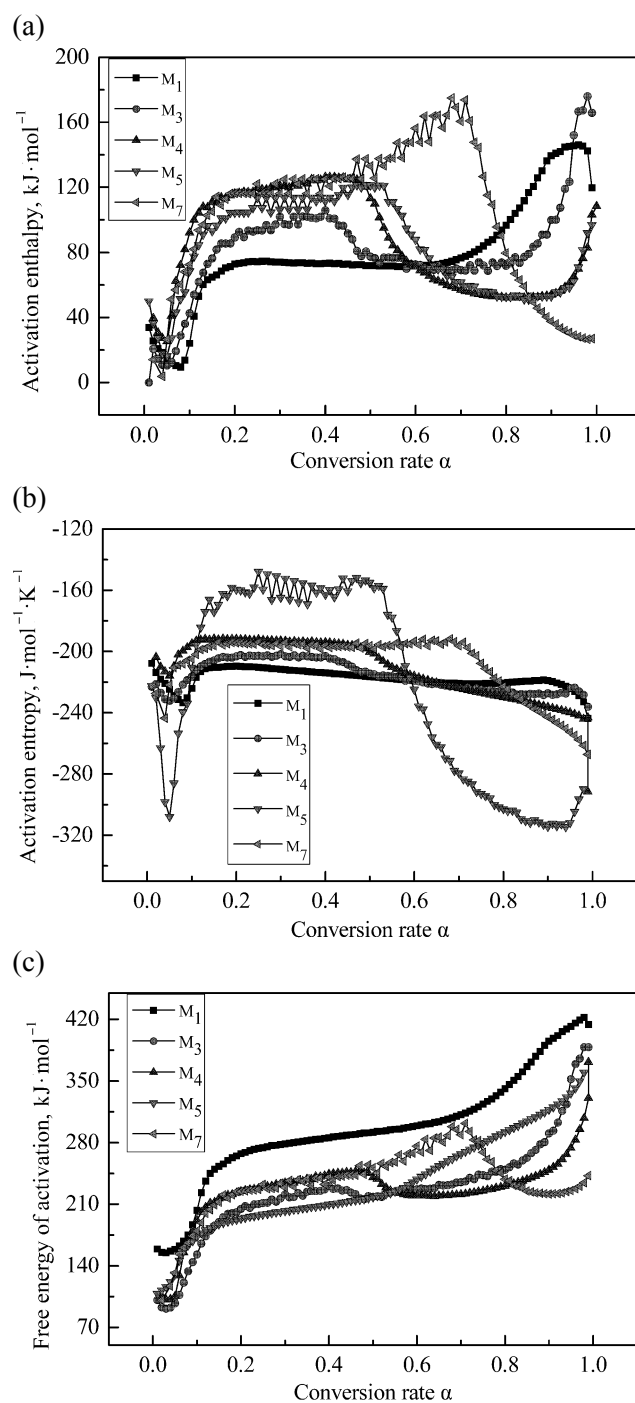 (a)
200
160
120
80
40
0
Activation enthalpy, kJ·mol⁻¹
M₁
M₃
M₄
M₅
M₇
0.0 0.2 0.4 0.6 0.8 1.0
Conversion rate α
(b)
-120
-160
-200
-240
-280
-320
Activation entropy, J·mol⁻¹·K⁻¹
M₁
M₃
M₄
M₅
M₇
0.0 0.2 0.4 0.6 0.8 1.0
Conversion rate α
(c)
420
350
280
210
140
70
Free energy of activation, kJ·mol⁻¹
M₁
M₃
M₄
M₅
M₇
0.0 0.2 0.4 0.6 0.8 1.0
Conversion rate α